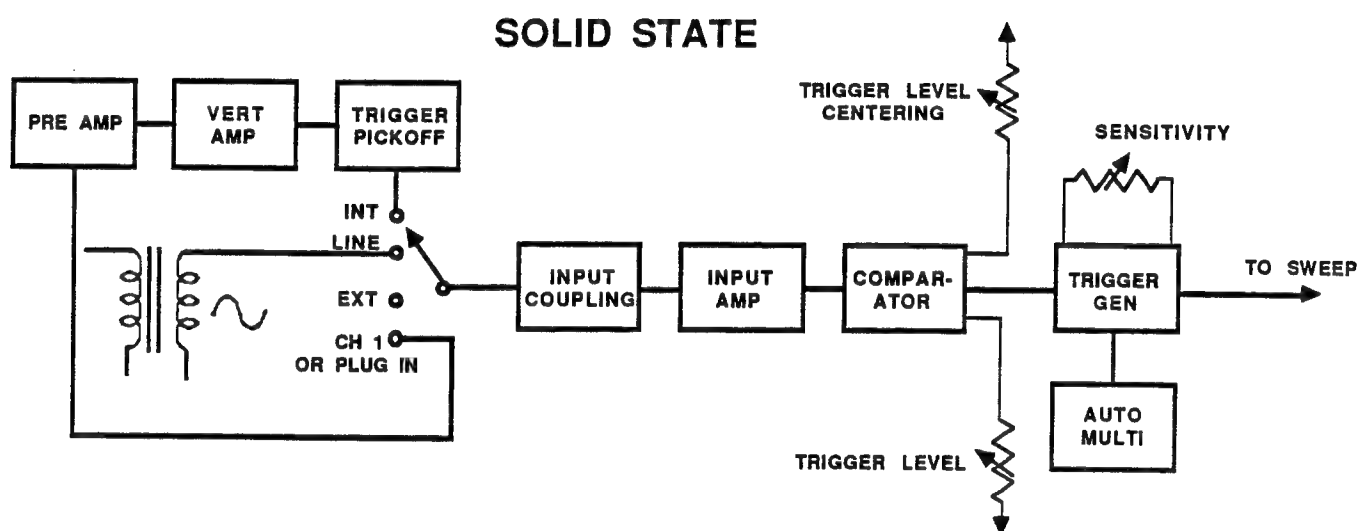 SOLID STATE
PRE AMP
VERT
AMP
TRIGGER
PICKOFF
TRIGGER LEVEL
CENTERING
SENSITIVITY
INT
LINE
EXT
CH 1
OR PLUG IN
INPUT
COUPLING
INPUT
AMP
COMPAR-
ATOR
TRIGGER
GEN
TO SWEEP
AUTO
MULTI
TRIGGER LEVEL